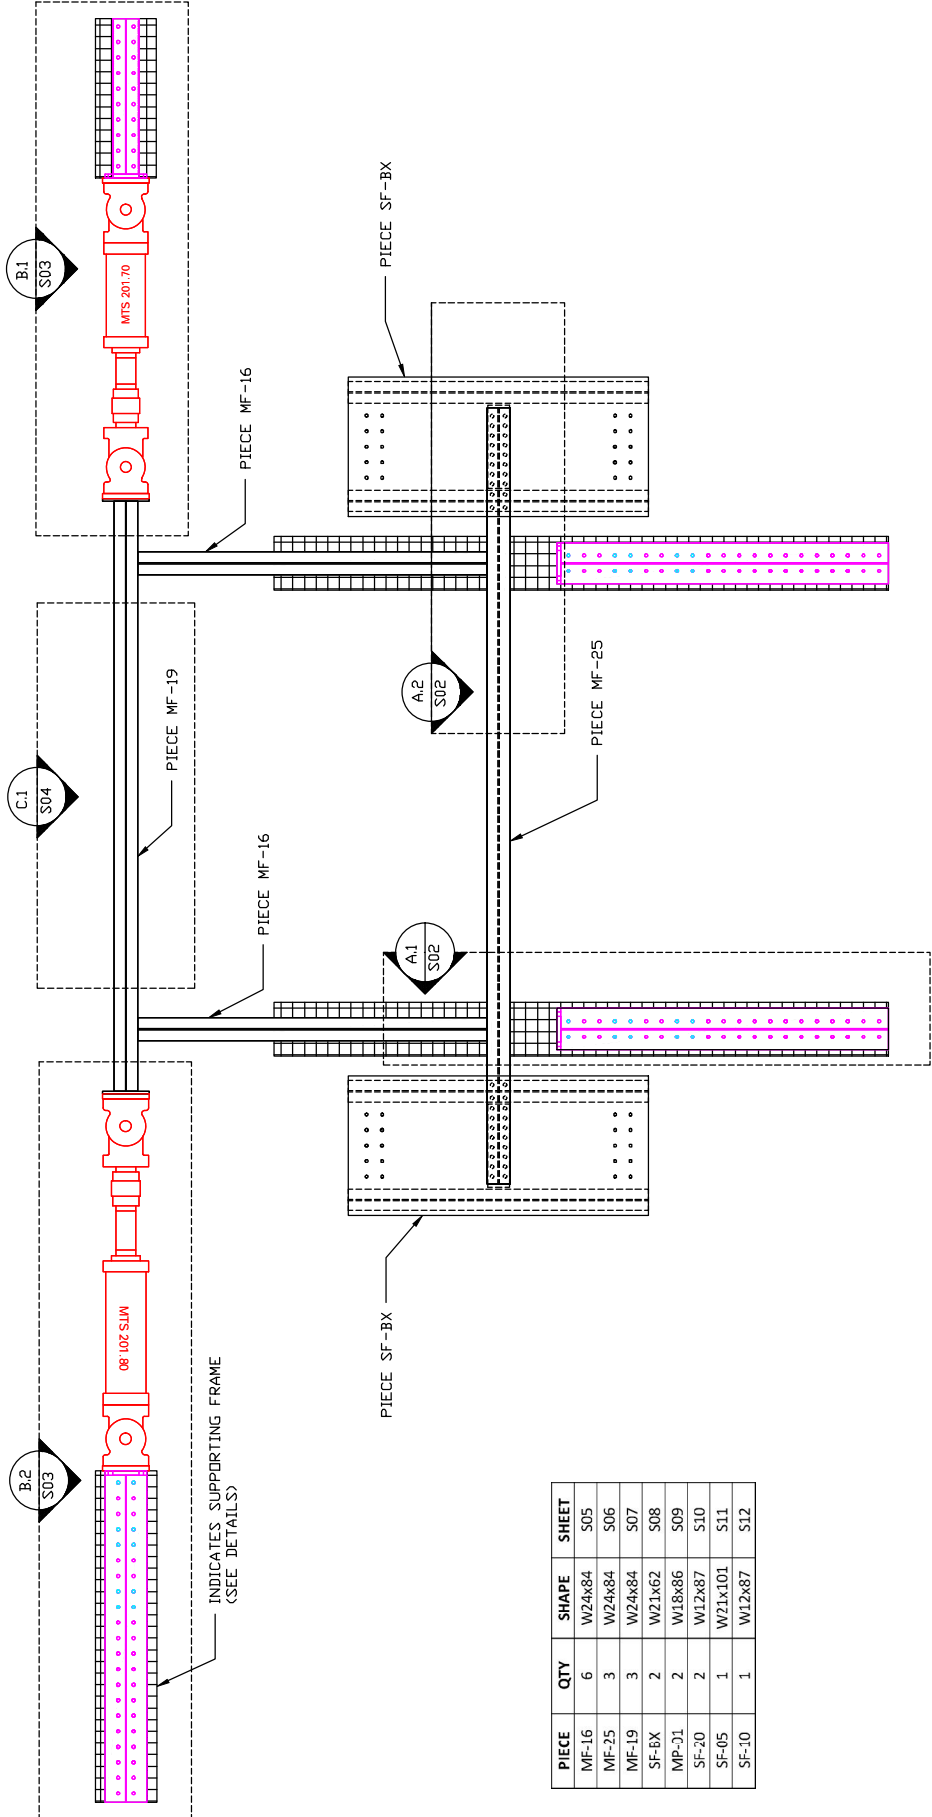 B.1
S03
MTS 201.70
PIECE SF-BX
PIECE MF-16
A.2
S02
C.1
S04
PIECE MF-19
PIECE MF-25
PIECE MF-16
A.1
S02
MTS 201.80
PIECE SF-BX
B.2
S03
INDICATES SUPPORTING FRAME
(SEE DETAILS)
PIECE QTY SHAPE SHEET
MF-16 6 W24x84 S05
MF-25 3 W24x84 S06
MF-19 3 W24x84 S07
SF-BX 2 W21x62 S08
MP-01 2 W18x86 S09
SF-20 2 W12x87 S10
SF-05 1 W21x101 S11
SF-10 1 W12x87 S12